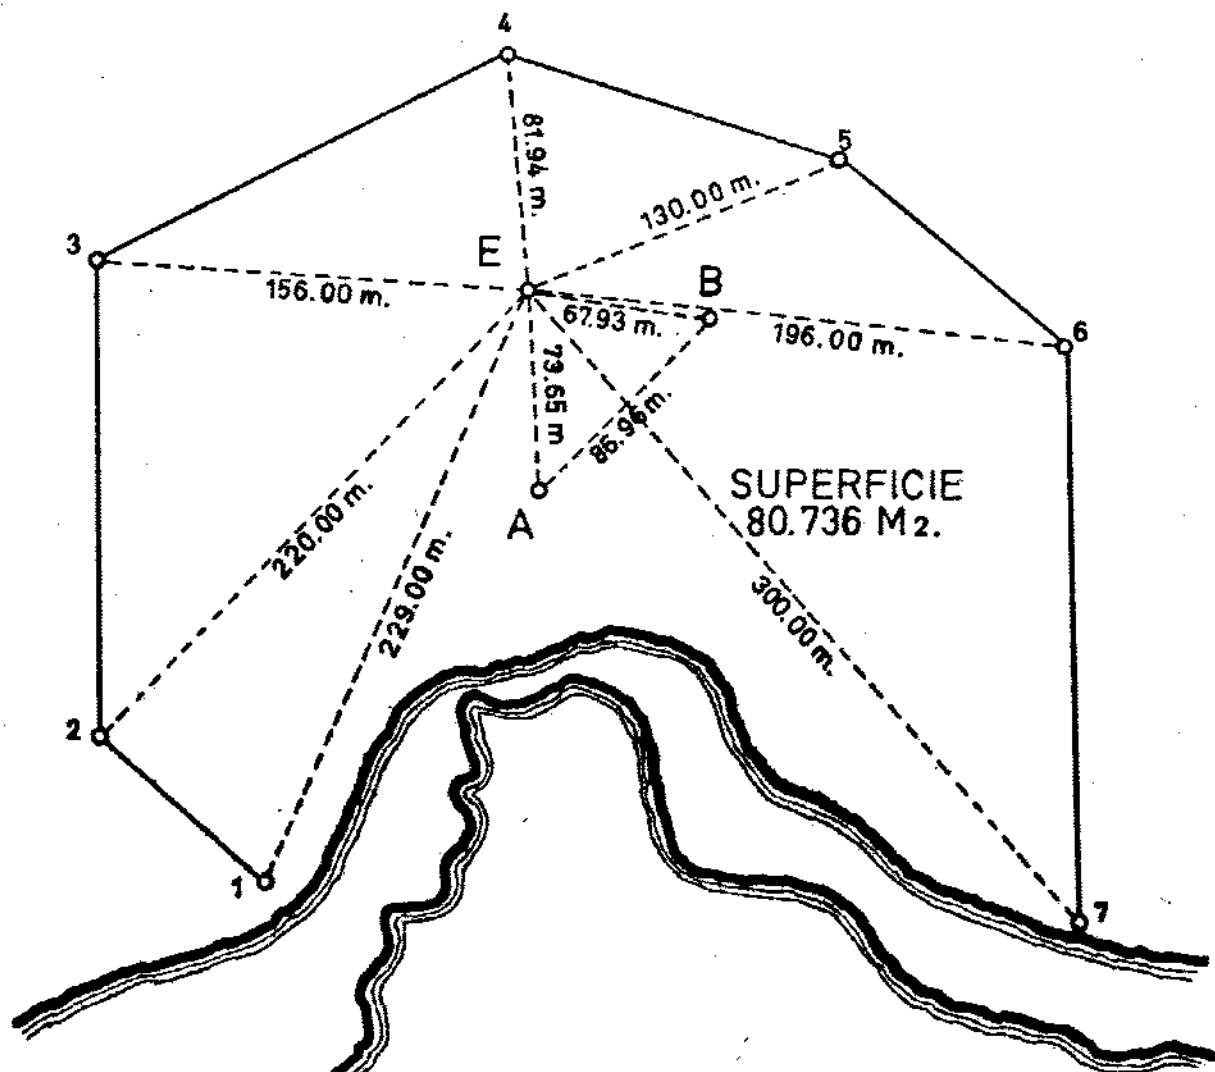 4
5
81.94 m.
130.00 m.
3
E
B
156.00 m.
67.93 m.
196.00 m.
6
73.65 m
86.96 m.
SUPERFICIE
80.736 M2.
A
220.00 m.
229.00 m.
300.00 m.
2
1
7